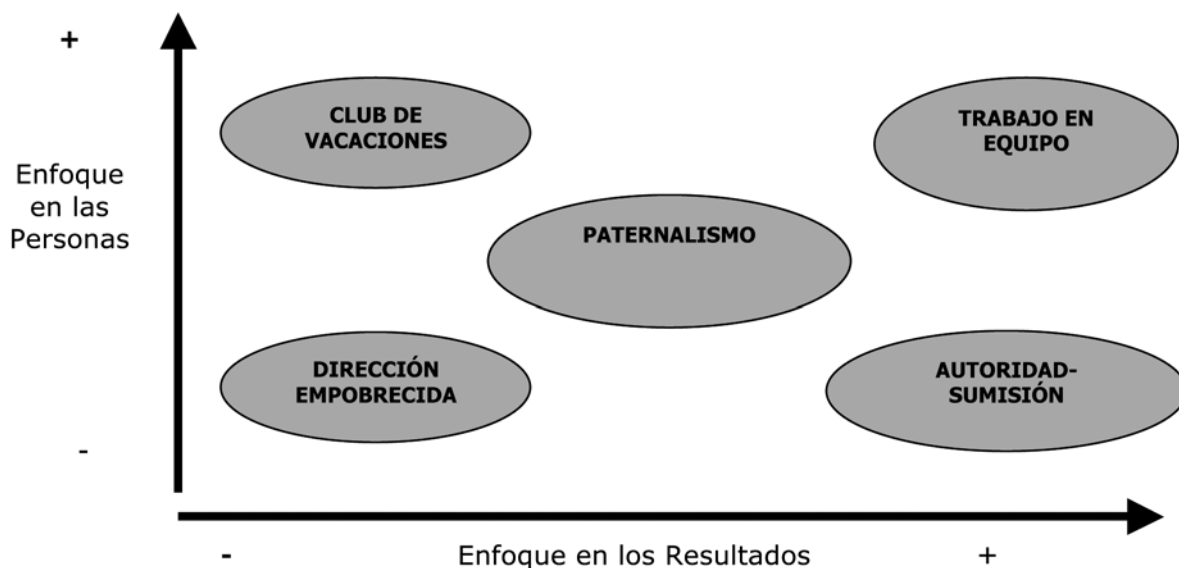 +
CLUB DE
VACACIONES
TRABAJO EN
EQUIPO
Enfoque
en las
Personas
PATERNALISMO
DIRECCIÓN
EMPOBRECIDA
AUTORIDAD-
SUMISIÓN
-
-
Enfoque en los Resultados
+